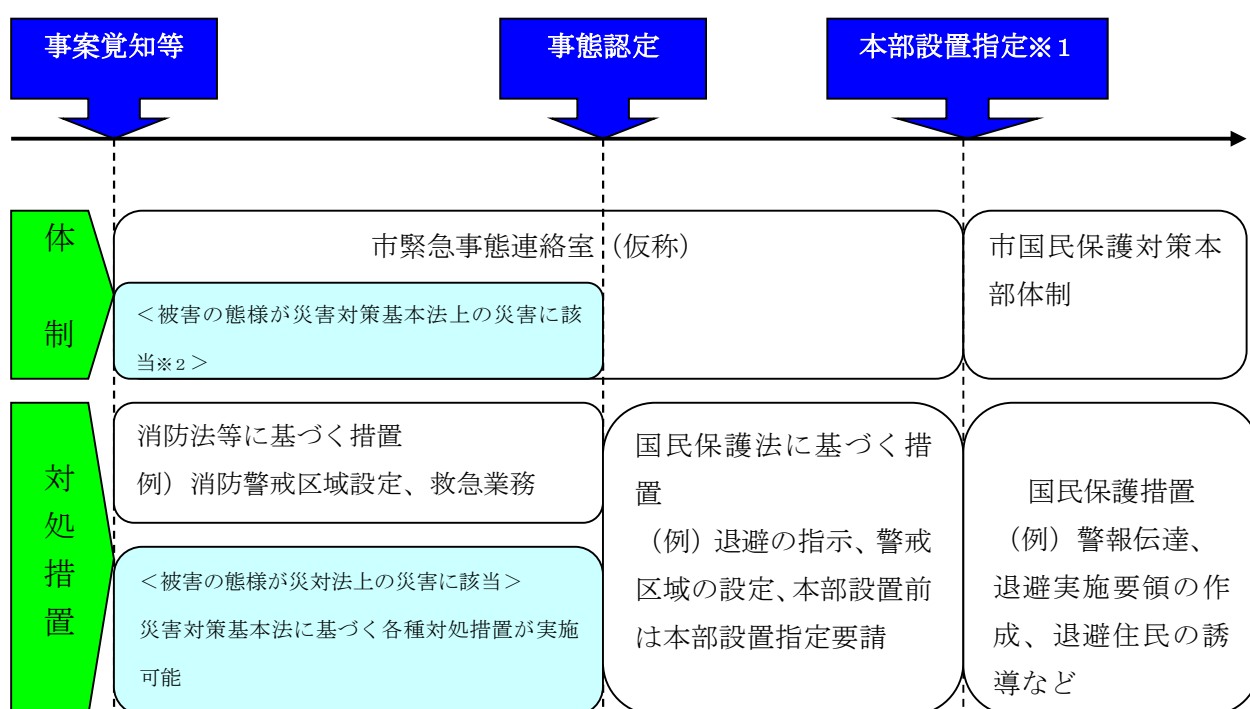 事案覚知等
事態認定
本部設置指定※1
体制
市緊急事態連絡室(仮称)
<被害の態様が災害対策基本法上の災害に該
当※2>
市国民保護対策本
部体制
対処措置
消防法等に基づく措置
例)消防警戒区域設定、救急業務
<被害の態様が災対法上の災害に該当>
災害対策基本法に基づく各種対処措置が実施
可能
国民保護法に基づく措
置
(例)退避の指示、警戒
区域の設定、本部設置前
は本部設置指定要請
国民保護措置
(例)警報伝達、
退避実施要領の作
成、退避住民の誘
導など